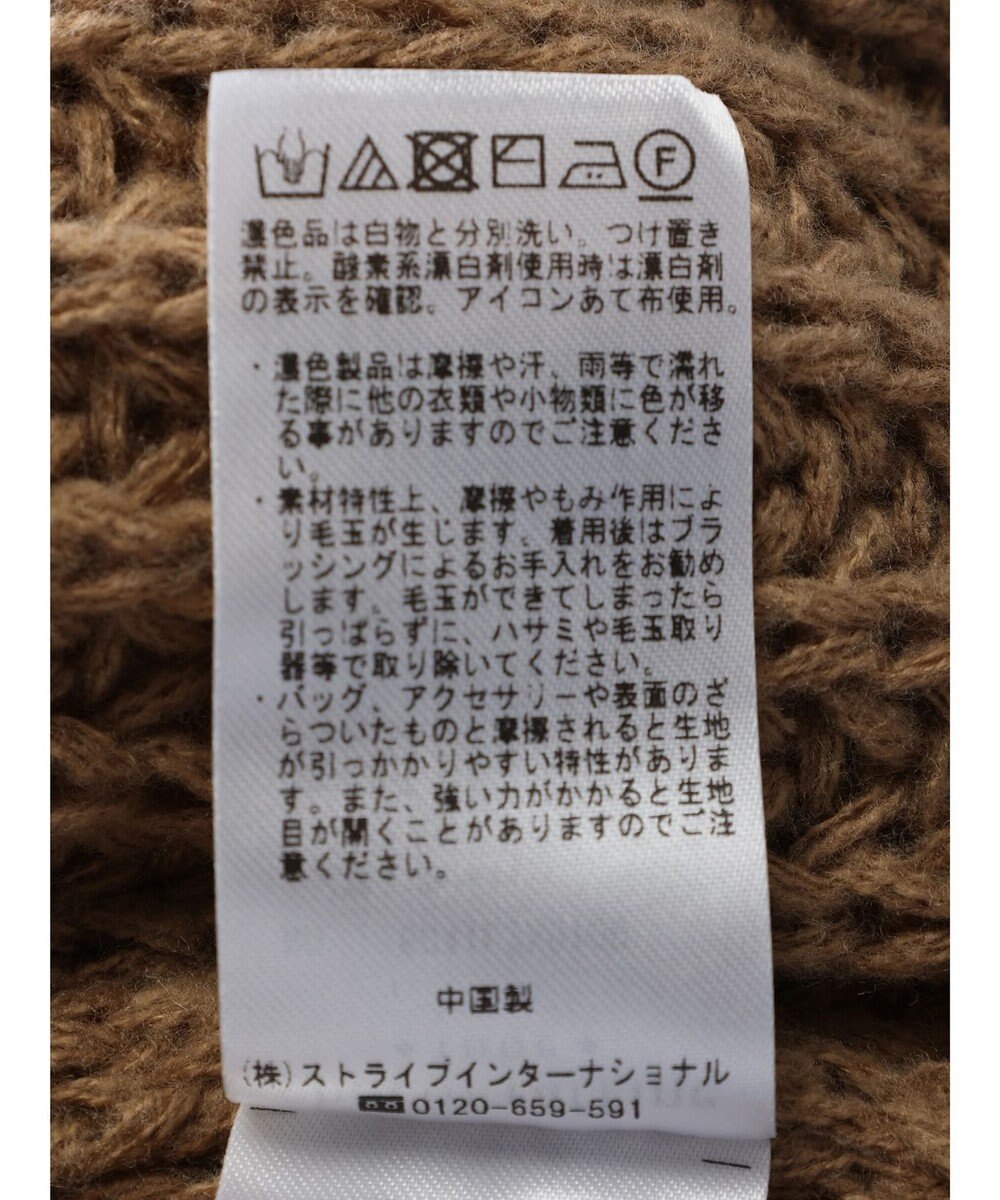 F
濃色品は白物と分別洗い。つけ置き
禁止。酸素系漂白剤使用時は漂白剤
の表示を確認。アイコンあて布使用。
・濃色製品は摩擦や汗、雨等で濡れ
た際に他の衣類や小物類に色が移
る事がありますのでご注意くださ
い。
・素材特性上、摩擦やもみ作用によ
り毛玉が生じます。着用後はブラ
ッシングによるお手入れをお勧め
します。毛玉ができてしまったら
引っぱらずに、ハサミや毛玉取り
器等で取り除いてください。
・バッグ、アクセサリーや表面のざ
らついたものと摩擦されると生地
が引っかかりやすい特性がありま
す。また、強い力がかかると生地
目が開くことがありますのでご注
意ください。
中国製
(株)ストライプインターナショナル
0120-659-591